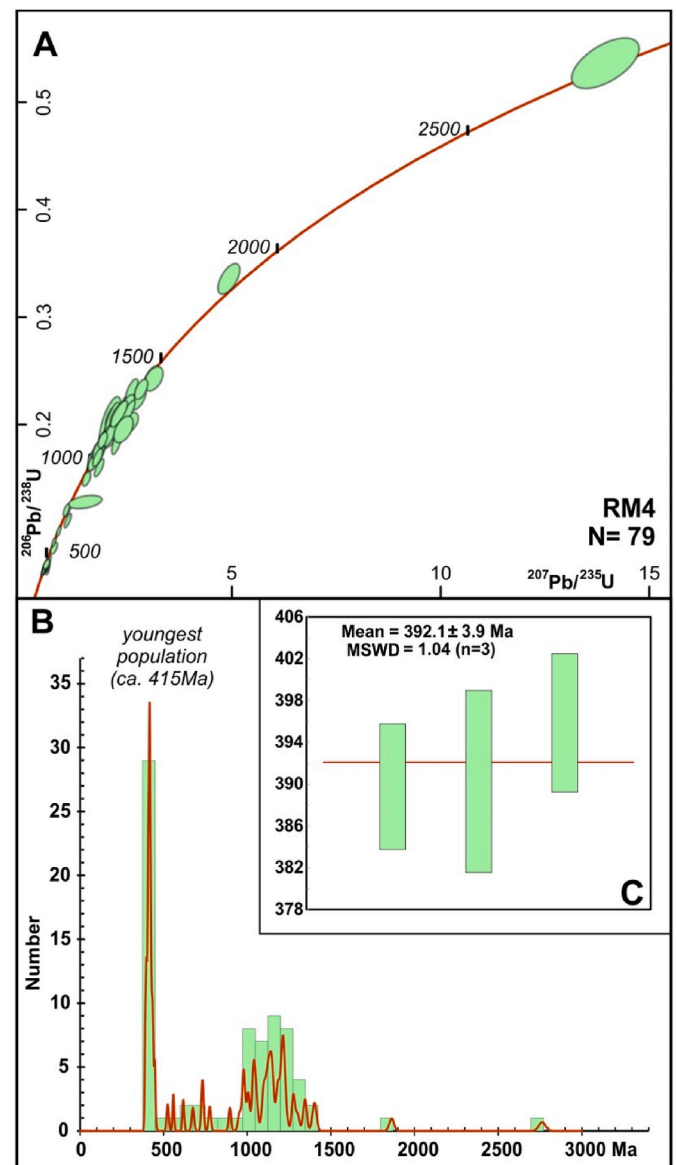 A
0.5
0.4
0.3
0.2
2500
2000
1500
1000
500
206Pb/238U
RM4
N= 79
5
10
207Pb/235U
15
B
youngest
population
(ca. 415Ma)
35
30
25
20
15
10
5
0
Number
0
500
1000
1500
2000
2500
3000 Ma
406
402
398
394
390
386
382
378
Mean = 392.1± 3.9 Ma
MSWD = 1.04 (n=3)
C